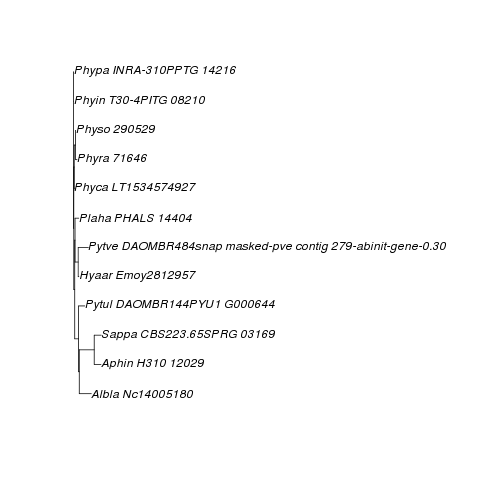 Phypa INRA-310PPTG 14216
Phyin T30-4PITG 08210
Physo 290529
Phyra 71646
Phyca LT1534574927
Plaha PHALS 14404
Pytve DAOMBR484snap masked-pve contig 279-abinit-gene-0.30
Hyaar Emoy2812957
Pytul DAOMBR144PYU1 G000644
Sappa CBS223.65SPRG 03169
Aphin H310 12029
Albla Nc14005180